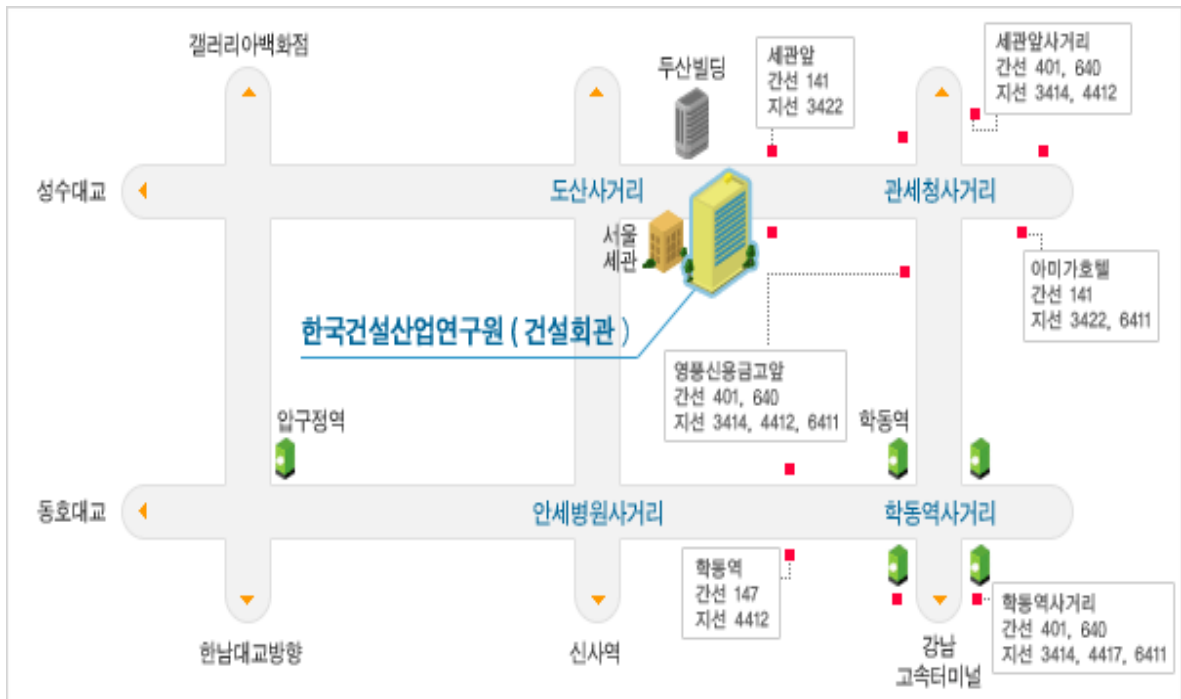 갤러리아백화점
두산빌딩
세관앞
간선 141
지선 3422
세관앞사거리
간선 401, 640
지선 3414, 4412
성수대교
도산사거리
관세청사거리
서울
세관
아미가호텔
간선 141
지선 3422, 6411
한국건설산업연구원 ( 건설회관 )
영풍신용금고앞
간선 401, 640
지선 3414, 4412, 6411
압구정역
학동역
동호대교
안세병원사거리
학동역사거리
학동역
간선 147
지선 4412
학동역사거리
간선 401, 640
지선 3414, 4417, 6411
한남대교방향
신사역
강남
고속터미널